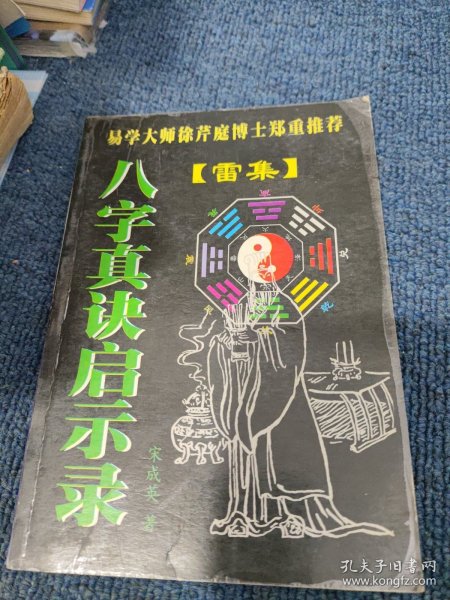 易学大师徐芹庭博士郑重推荐
【雷集】
八字真诀启示录
宋成英 著
孔夫子旧书网
www.kongfz.com